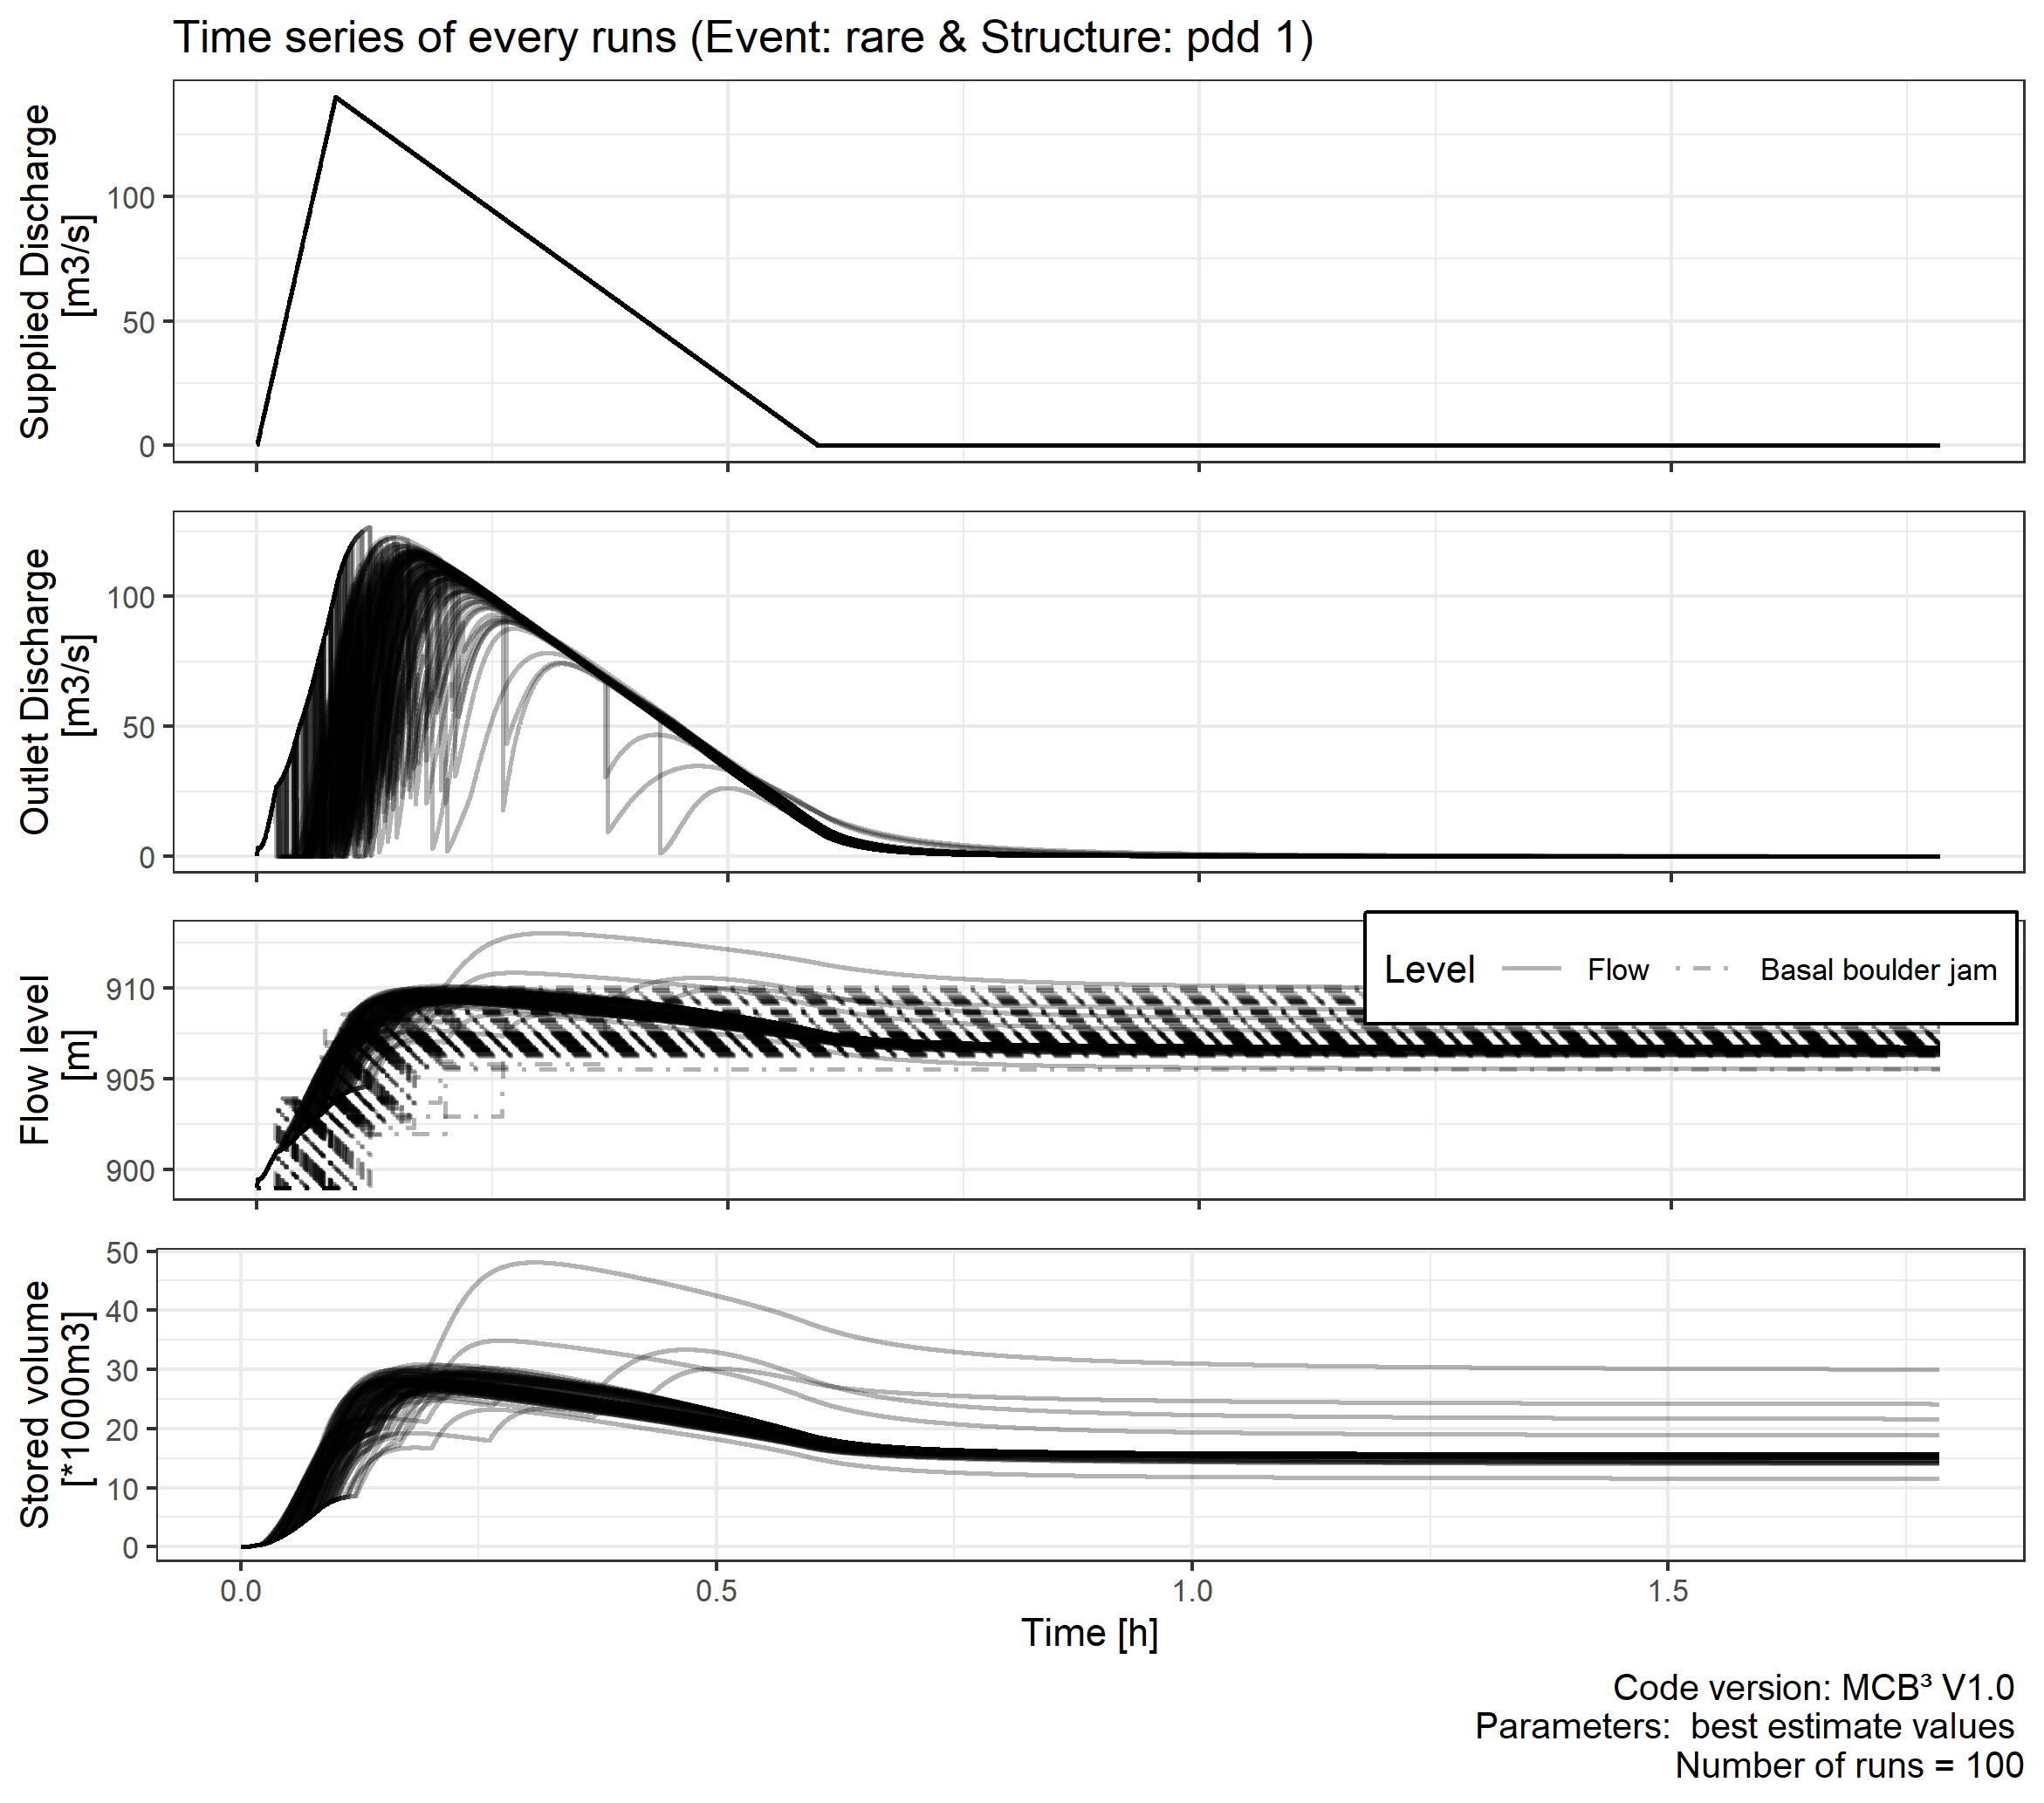 Time series of every runs (Event: rare & Structure: pdd 1)
Supplied Discharge
[m3/s]
100
50
0
Outlet Discharge
[m3/s]
100
50
0
Flow level
[m]
910
905
900
Level
Flow
Basal boulder jam
Stored volume
[*1000m3]
50
40
30
20
10
0
0.0
0.5
1.0
1.5
Time [h]
Code version: MCB³ V1.0
Parameters:  best estimate values
Number of runs = 100